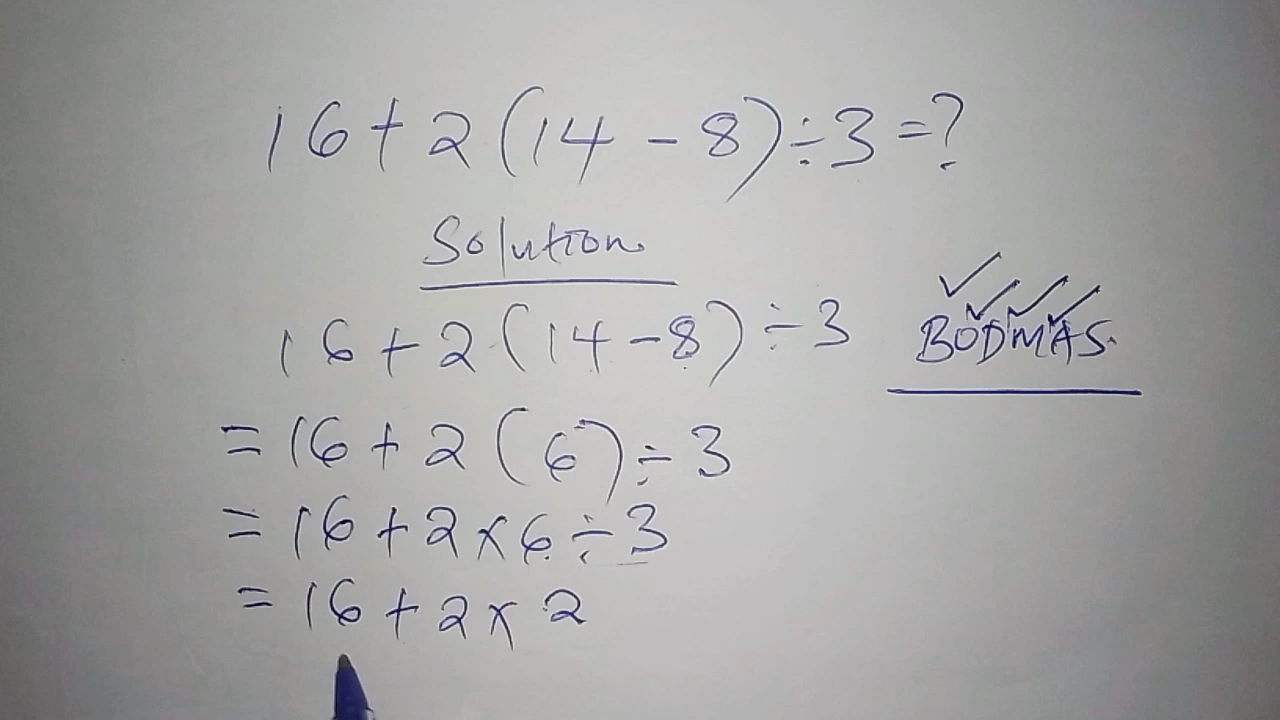 16 + 2 (14 - 8) ÷ 3 = ?
Solution
16 + 2 (14 - 8) ÷ 3
BODMAS.
= 16 + 2 (6) ÷ 3
= 16 + 2 × 6 ÷ 3
= 16 + 2 × 2